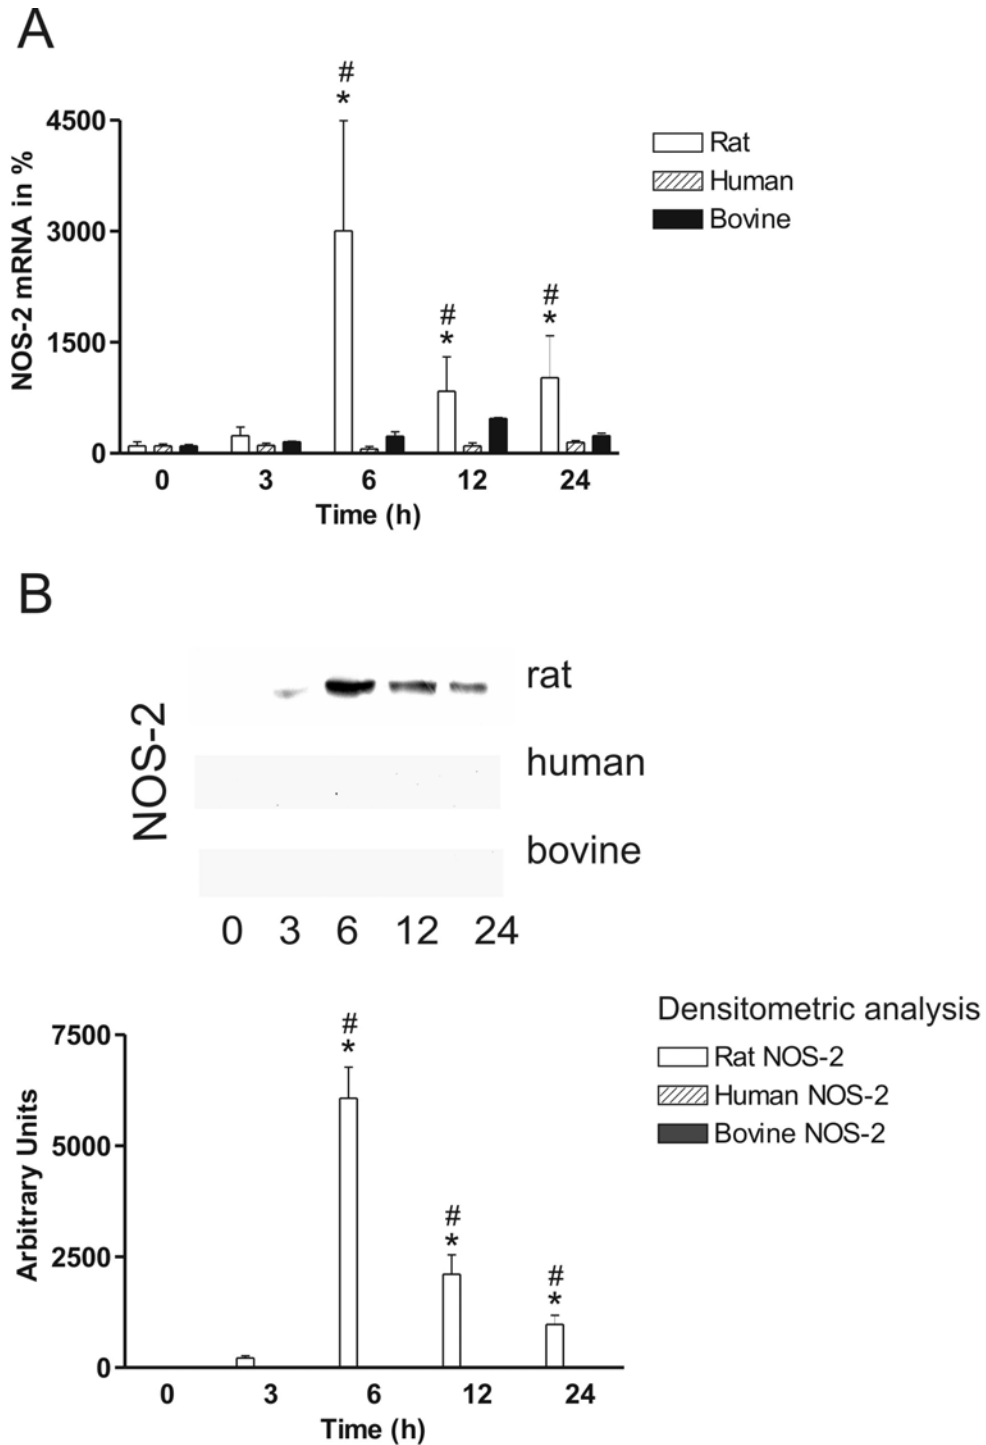 A
#
*
4500
3000
1500
0
NOS-2 mRNA in %
#
*
#
*
Rat
Human
Bovine
0 3 6 12 24
Time (h)
B
NOS-2
rat
human
bovine
0 3 6 12 24
Densitometric analysis
Rat NOS-2
Human NOS-2
Bovine NOS-2
7500
5000
2500
0
Arbitrary Units
#
*
#
*
#
*
0 3 6 12 24
Time (h)